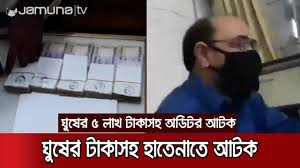 Jamuna|tv
ঘুষের ৫ লাখ টাকাসহ অডিটর আটক
ঘুষের টাকাসহ হাতেনাতে আটক